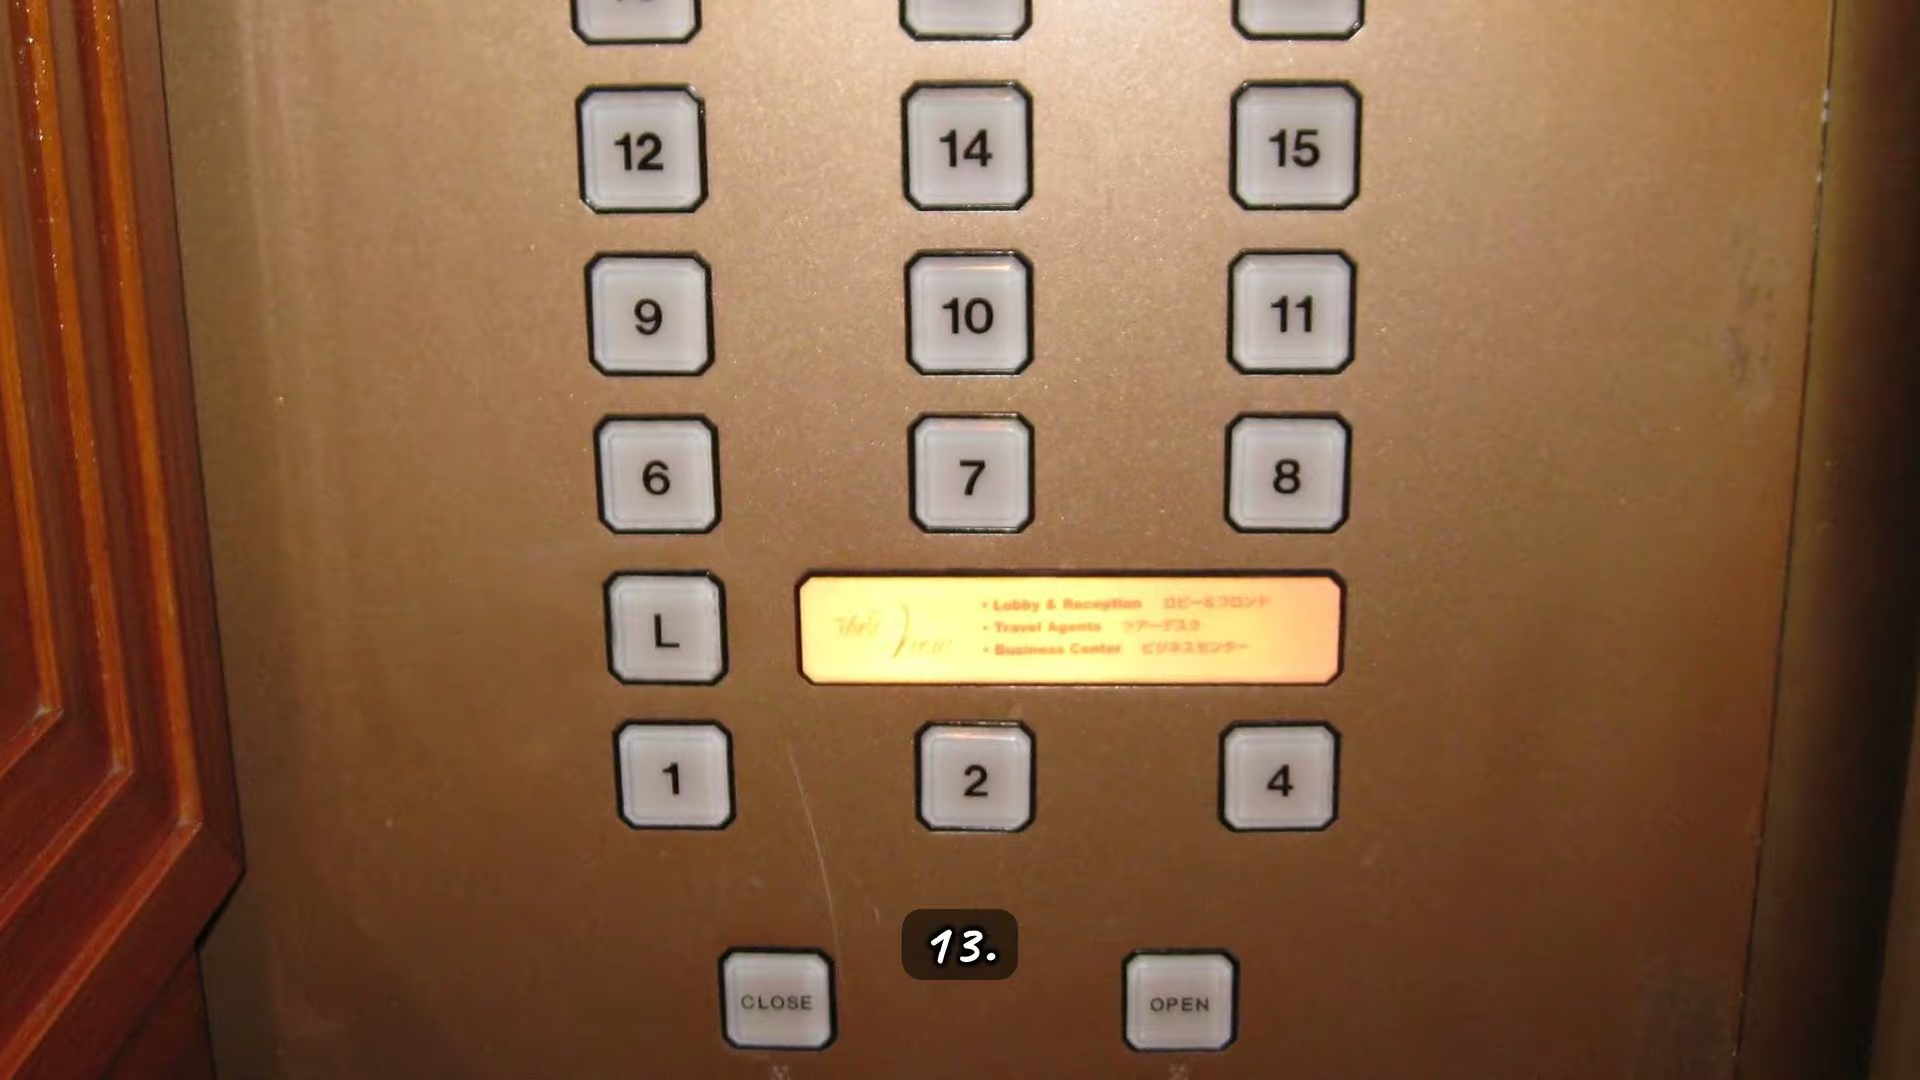 12 14 15
9 10 11
6 7 8
L
• Lobby & Reception ロビー&フロント
• Travel Agents ツアーデスク
• Business Center ビジネスセンター
1 2 4
13.
CLOSE OPEN